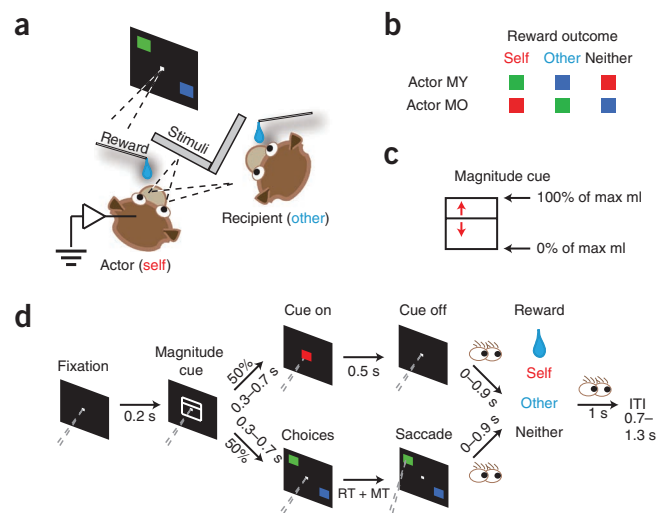 a
Reward
Stimuli
Recipient (other)
Actor (self)
b
Reward outcome
Self Other Neither
Actor MY
Actor MO
c
Magnitude cue
100% of max ml
0% of max ml
d
Fixation
0.2 s
Magnitude
cue
50%
0.3–0.7 s
0.3–0.7 s
50%
Cue on
0.5 s
Cue off
0–0.9 s
Choices
RT + MT
Saccade
0–0.9 s
Reward
Self
Other
Neither
1 s
ITI
0.7–
1.3 s